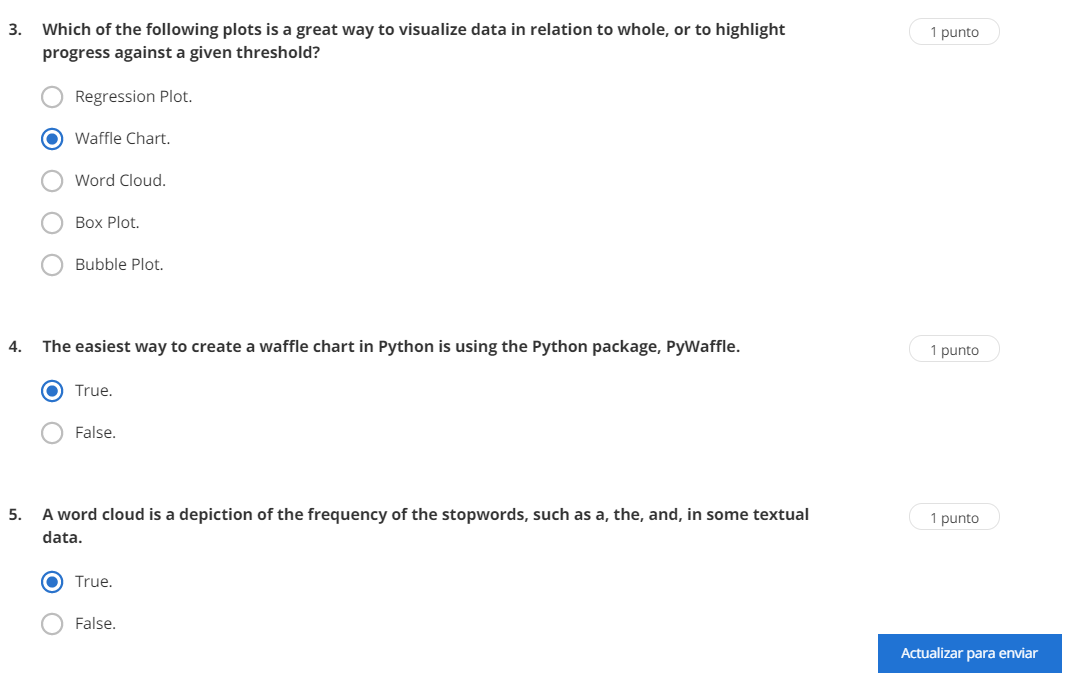 3. Which of the following plots is a great way to visualize data in relation to whole, or to highlight
progress against a given threshold?
1 punto
Regression Plot.
Waffle Chart.
Word Cloud.
Box Plot.
Bubble Plot.
4. The easiest way to create a waffle chart in Python is using the Python package, PyWaffle.
1 punto
True.
False.
5. A word cloud is a depiction of the frequency of the stopwords, such as a, the, and, in some textual
data.
1 punto
True.
False.
Actualizar para enviar